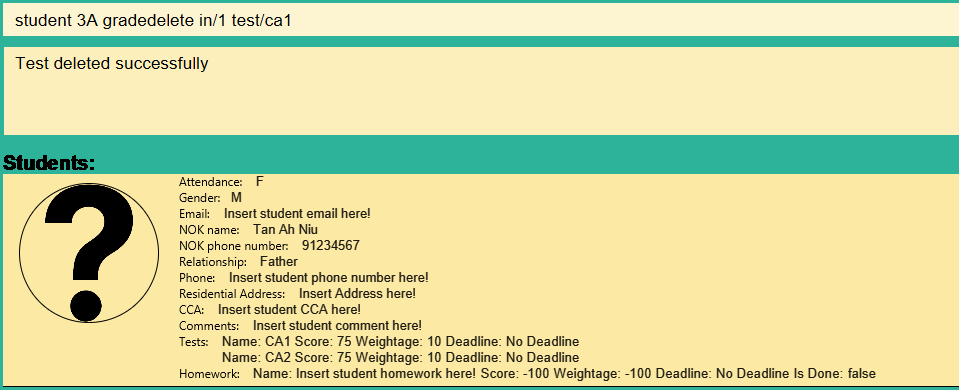 student 3A gradedelete in/1 test/ca1
Test deleted successfully
Students:
Attendance: F
Gender: M
Email: Insert student email here!
NOK name: Tan Ah Niu
NOK phone number: 91234567
Relationship: Father
Phone: Insert student phone number here!
Residential Address: Insert Address here!
CCA: Insert student CCA here!
Comments: Insert student comment here!
Tests: Name: CA1 Score: 75 Weightage: 10 Deadline: No Deadline
Name: CA2 Score: 75 Weightage: 10 Deadline: No Deadline
Homework: Name: Insert student homework here! Score: -100 Weightage: -100 Deadline: No Deadline Is Done: false